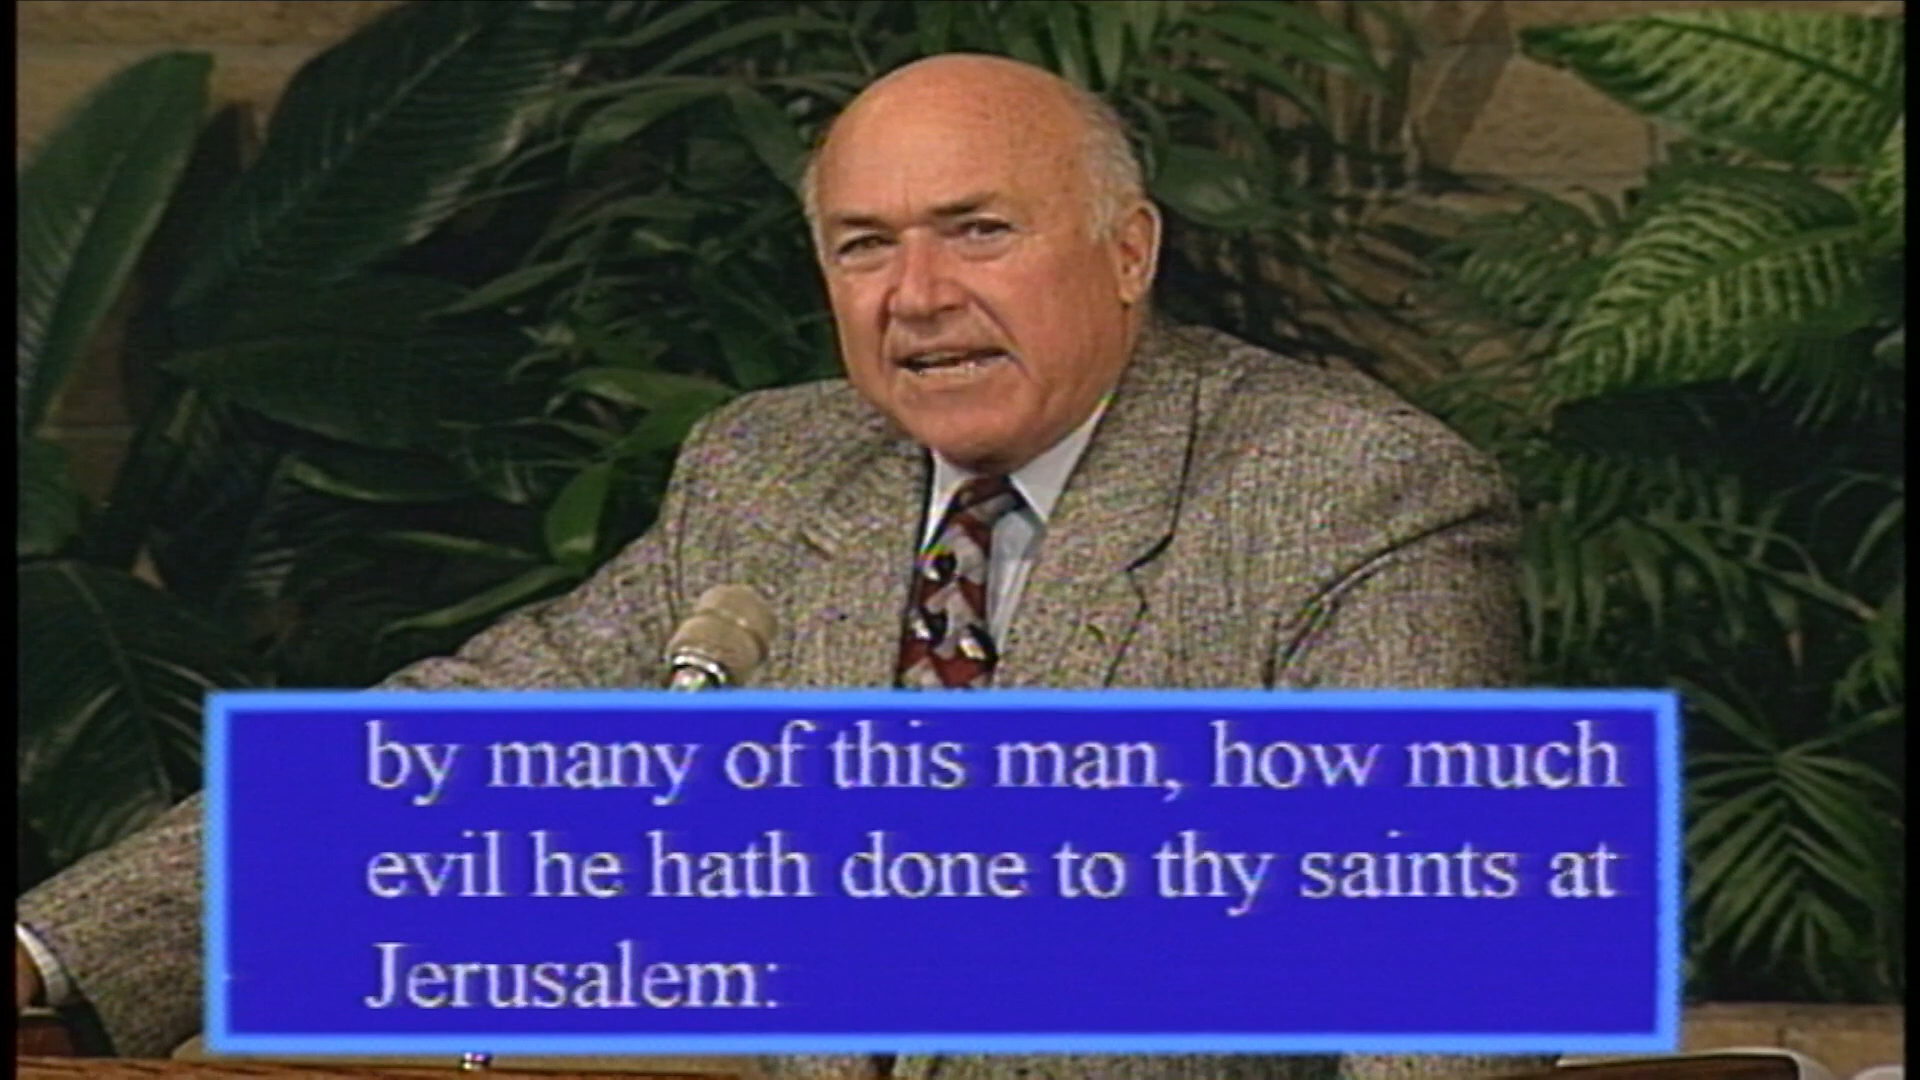 by many of this man, how much
evil he hath done to thy saints at
Jerusalem: